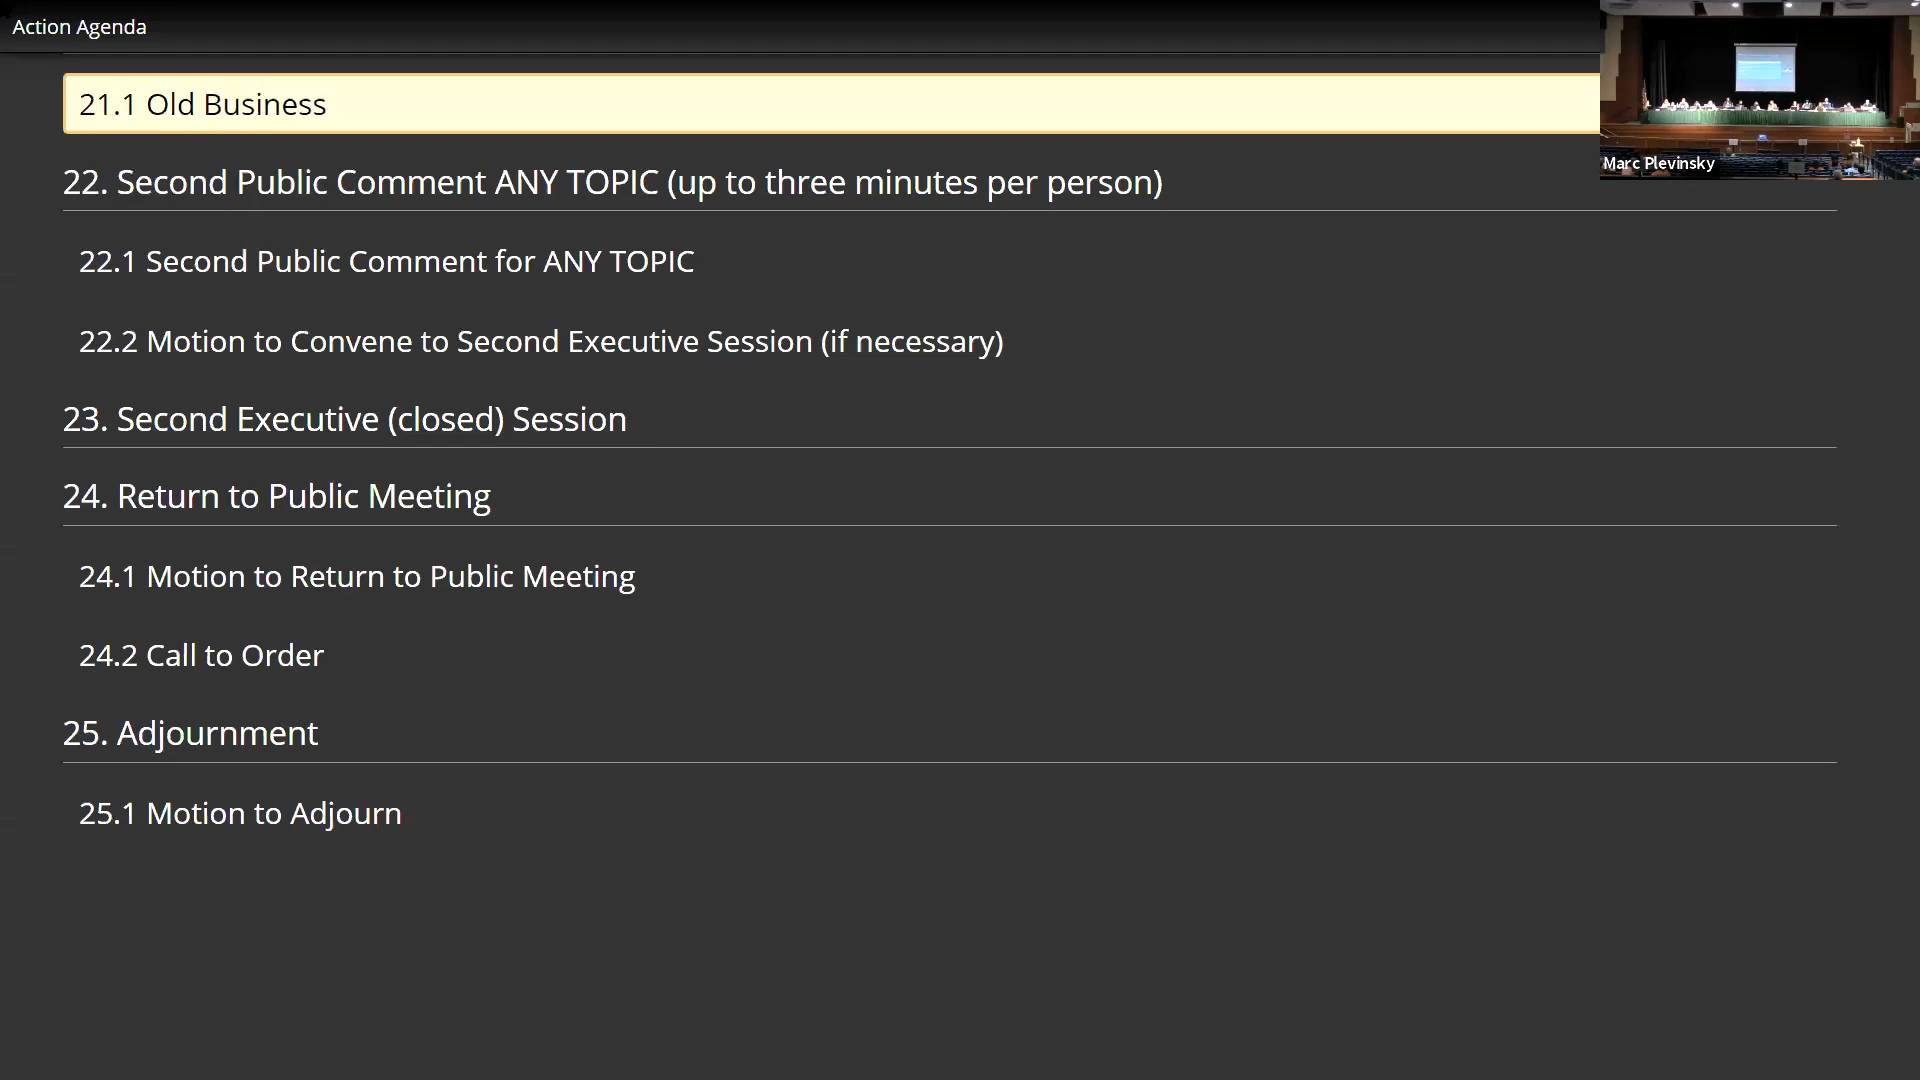 Action Agenda
21.1 Old Business
22. Second Public Comment ANY TOPIC (up to three minutes per person)
Marc Plevinsky
22.1 Second Public Comment for ANY TOPIC
22.2 Motion to Convene to Second Executive Session (if necessary)
23. Second Executive (closed) Session
24. Return to Public Meeting
24.1 Motion to Return to Public Meeting
24.2 Call to Order
25. Adjournment
25.1 Motion to Adjourn